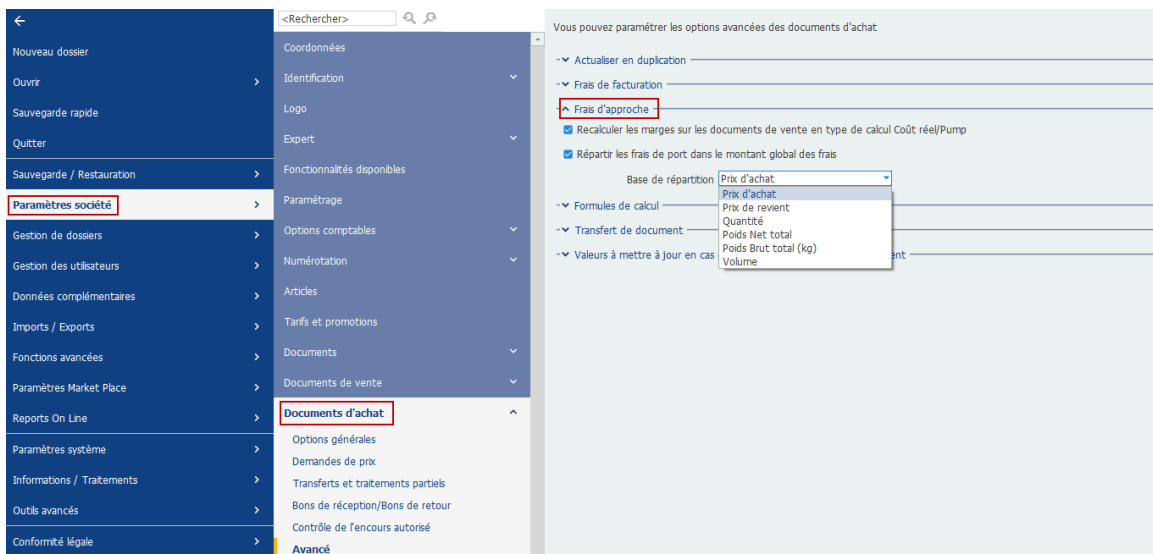 Nouveau dossier
Ouvrir
Sauvegarde rapide
Quitter
Sauvegarde / Restauration
Paramètres société
Gestion de dossiers
Gestion des utilisateurs
Données complémentaires
Imports / Exports
Fonctions avancées
Paramètres Market Place
Reports On Line
Paramètres système
Informations / Traitements
Outils avancés
Conformité légale
<Rechercher>
Coordonnées
Identification
Logo
Expert
Fonctionnalités disponibles
Paramétrage
Options comptables
Numérotation
Articles
Tarifs et promotions
Documents
Documents de vente
Documents d'achat
Options générales
Demandes de prix
Transferts et traitements partiels
Bons de réception/Bons de retour
Contrôle de l'encours autorisé
Avancé
Vous pouvez paramétrer les options avancées des documents d'achat
Actualiser en duplication
Frais de facturation
Frais d'approche
Recalculer les marges sur les documents de vente en type de calcul Coût réel/Pump
Répartir les frais de port dans le montant global des frais
Base de répartition Prix d'achat
Prix d'achat
Prix de revient
Quantité
Poids Net total
Poids Brut total (kg)
Volume
Formules de calcul
Transfert de document
Valeurs à mettre à jour en cas